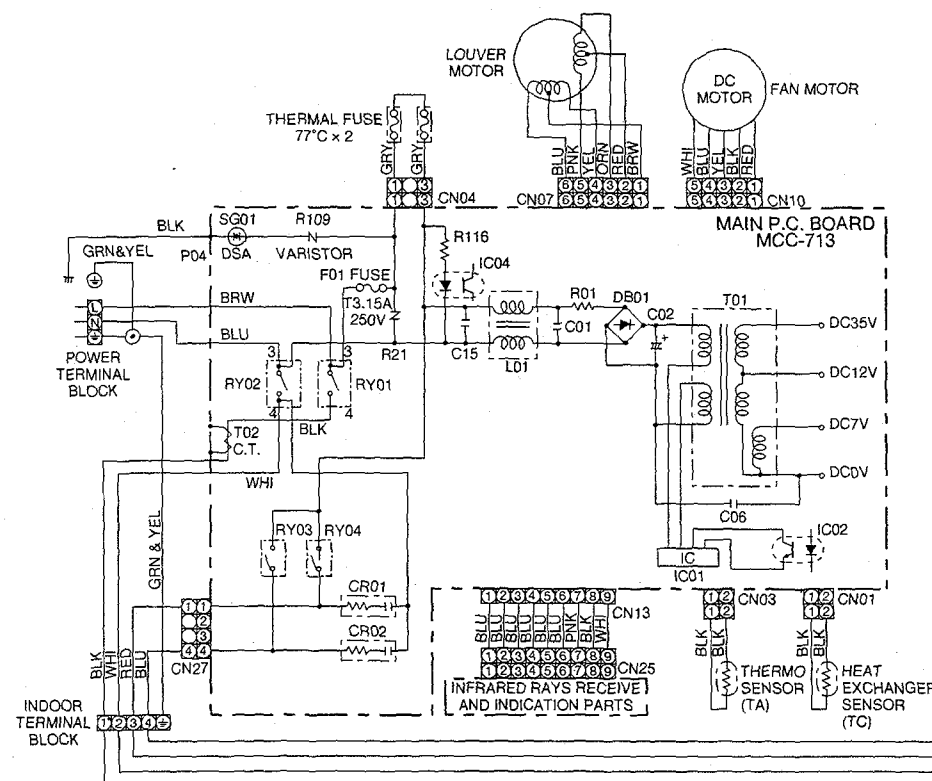 LOUVER
MOTOR
DC
MOTOR
FAN MOTOR
THERMAL FUSE
77°C x 2
GRY
GRY
BLU
PNK
YEL
ORN
RED
BRW
WHI
BLU
YEL
BLK
RED
1 3
1 3
CN04
6 5 4 3 2 1
6 5 4 3 2 1
CN07
5 4 3 2 1
5 4 3 2 1
CN10
MAIN P.C. BOARD
MCC-713
BLK
P04
SG01
DSA
R109
VARISTOR
GRN&YEL
R116
IC04
F01 FUSE
T3.15A
250V
BRW
BLU
L
N
POWER
TERMINAL
BLOCK
R21
C15
L01
C01
R01
DB01
C02
+
T01
DC35V
DC12V
DC7V
DC0V
3
RY02
4
3
RY01
4
BLK
T02
C.T.
WHI
C06
IC02
IC
IC01
RY03
RY04
GRN & YEL
CR01
CR02
1 1
2
3
4 4
CN27
BLK
WHI
RED
BLU
INDOOR
TERMINAL
BLOCK
1 2 3 4
1 2 3 4 5 6 7 8 9
CN13
BLU
BLU
BLU
BLU
BLU
BLU
PNK
BLK
WHI
1 2 3 4 5 6 7 8 9
1 2 3 4 5 6 7 8 9
CN25
INFRARED RAYS RECEIVE
AND INDICATION PARTS
1 2
1 2
CN03
BLK
BLK
THERMO
SENSOR
(TA)
1 2
1 2
CN01
BLK
BLK
HEAT
EXCHANGER
SENSOR
(TC)